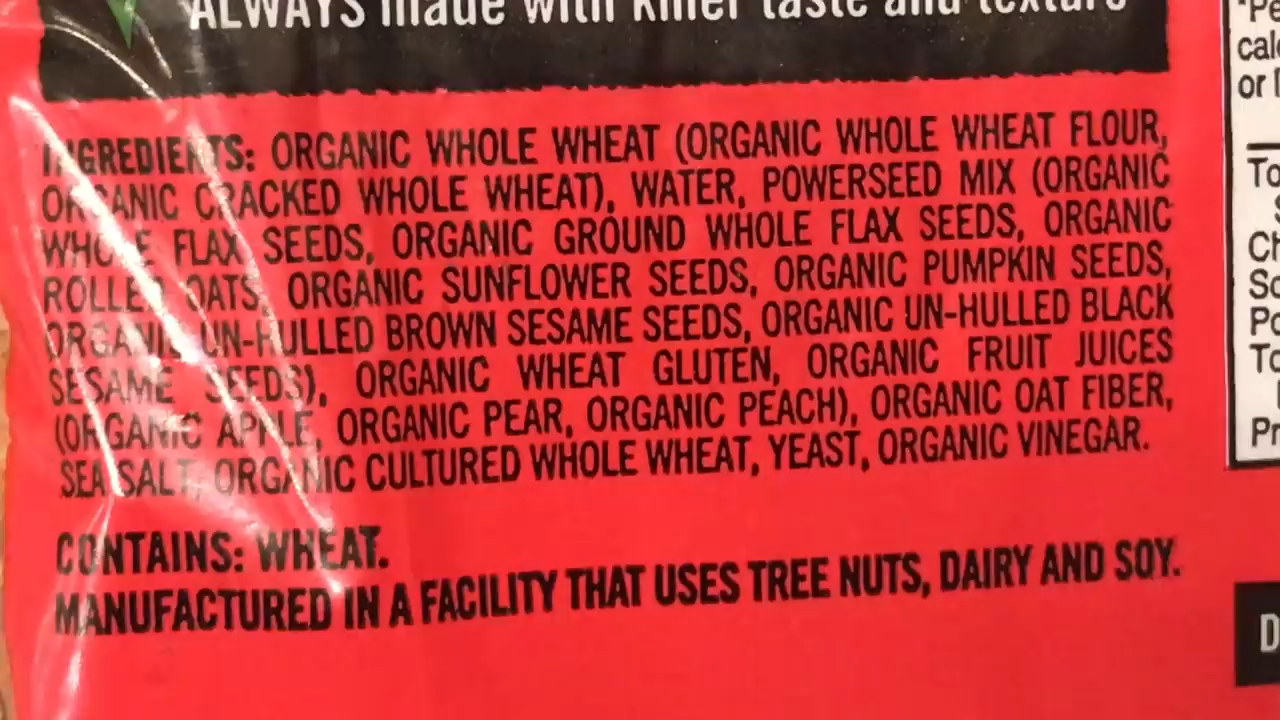 ALWAYS made with killer taste and texture
INGREDIENTS: ORGANIC WHOLE WHEAT (ORGANIC WHOLE WHEAT FLOUR,
ORGANIC CRACKED WHOLE WHEAT), WATER, POWERSEED MIX (ORGANIC
WHOLE FLAX SEEDS, ORGANIC GROUND WHOLE FLAX SEEDS, ORGANIC
ROLLED OATS, ORGANIC SUNFLOWER SEEDS, ORGANIC PUMPKIN SEEDS,
ORGANIC UN-HULLED BROWN SESAME SEEDS, ORGANIC UN-HULLED BLACK
SESAME SEEDS), ORGANIC WHEAT GLUTEN, ORGANIC FRUIT JUICES
(ORGANIC APPLE, ORGANIC PEAR, ORGANIC PEACH), ORGANIC OAT FIBER,
SEA SALT, ORGANIC CULTURED WHOLE WHEAT, YEAST, ORGANIC VINEGAR.
CONTAINS: WHEAT.
MANUFACTURED IN A FACILITY THAT USES TREE NUTS, DAIRY AND SOY.
or